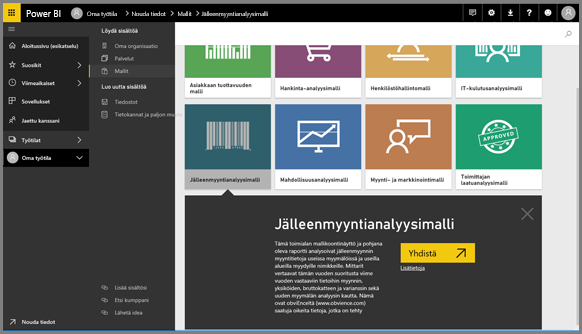 Power BI
Oma työtila > Nouda tiedot > Mallit > Jälleenmyyntianalyysimalli
Aloitussivu (esikatselu)
Suosikit
Viimeaikaiset
Sovellukset
Jaettu kanssani
Työtilat
Oma työtila
Nouda tiedot
Löydä sisältöä
Oma organisaatio
Palvelut
Mallit
Luo uutta sisältöä
Tiedostot
Tietokannat ja paljon mu
Lisää sisältösi
Etsi kumppani
Lähetä idea
Asiakkaan tuottavuuden
malli
Hankinta-analyysimalli
Henkilöstöhallintomalli
IT-kulutusanalyysimalli
APPROVED
Jälleenmyyntianalyysimalli
Mahdollisuusanalyysimalli
Myynti- ja markkinointimalli
Toimittajan
laatuanalyysimalli
Jälleenmyyntianalyysimalli
Tämä toimialan mallikoontinäyttö ja pohjana
oleva raportti analysoivat jälleenmyynnin
myyntitietoja useissa myymälöissä ja useilla
alueilla myydyille nimikkeille. Mittarit
vertaavat tämän vuoden suoritusta viime
vuoden vastaaviin tietoihin myynnin,
yksiköiden, bruttokatteen ja varianssin sekä
uuden myymälän analyysin kautta. Nämä
ovat obviEnceltä (www.obvience.com)
saatuja oikeita tietoja, jotka on tehty
Yhdistä
Lisätietoja